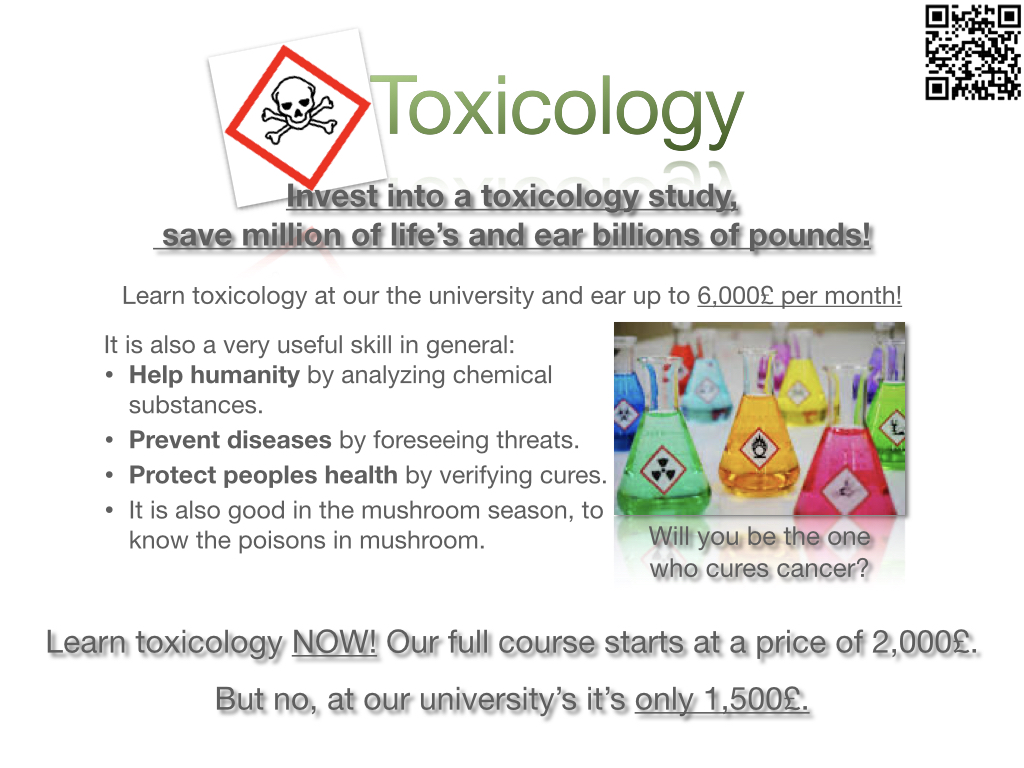 Toxicology
Invest into a toxicology study,
save million of life's and ear billions of pounds!
Learn toxicology at our the university and ear up to 6,000£ per month!
It is also a very useful skill in general:
• Help humanity by analyzing chemical
substances.
• Prevent diseases by foreseeing threats.
• Protect peoples health by verifying cures.
• It is also good in the mushroom season, to
know the poisons in mushroom.
Will you be the one
who cures cancer?
Learn toxicology NOW! Our full course starts at a price of 2,000£.
But no, at our university's it's only 1,500£.